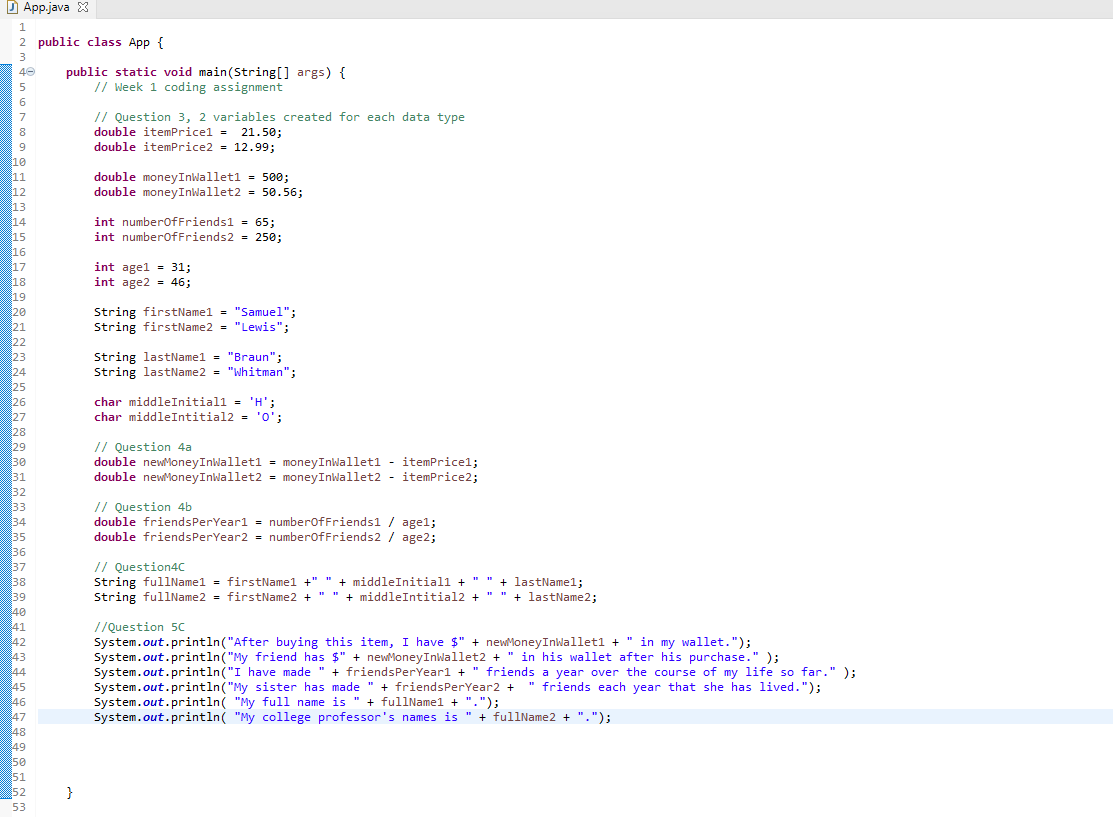 App.java
1
2 public class App {
3
4 public static void main(String[] args) {
5 // Week 1 coding assignment
6
7 // Question 3, 2 variables created for each data type
8 double itemPrice1 =  21.50;
9 double itemPrice2 = 12.99;
10
11 double moneyInWallet1 = 500;
12 double moneyInWallet2 = 50.56;
13
14 int numberOfFriends1 = 65;
15 int numberOfFriends2 = 250;
16
17 int age1 = 31;
18 int age2 = 46;
19
20 String firstName1 = "Samuel";
21 String firstName2 = "Lewis";
22
23 String lastName1 = "Braun";
24 String lastName2 = "Whitman";
25
26 char middleInitial1 = 'H';
27 char middleIntitial2 = 'O';
28
29 // Question 4a
30 double newMoneyInWallet1 = moneyInWallet1 - itemPrice1;
31 double newMoneyInWallet2 = moneyInWallet2 - itemPrice2;
32
33 // Question 4b
34 double friendsPerYear1 = numberOfFriends1 / age1;
35 double friendsPerYear2 = numberOfFriends2 / age2;
36
37 // Question4C
38 String fullName1 = firstName1 +" " + middleInitial1 + " " + lastName1;
39 String fullName2 = firstName2 + " " + middleIntitial2 + " " + lastName2;
40
41 //Question 5C
42 System.out.println("After buying this item, I have $" + newMoneyInWallet1 + " in my wallet.");
43 System.out.println("My friend has $" + newMoneyInWallet2 + " in his wallet after his purchase." );
44 System.out.println("I have made " + friendsPerYear1 + " friends a year over the course of my life so far." );
45 System.out.println("My sister has made " + friendsPerYear2 +  " friends each year that she has lived.");
46 System.out.println( "My full name is " + fullName1 + ".");
47 System.out.println( "My college professor's names is " + fullName2 + ".");
48
49
50
51
52 }
53